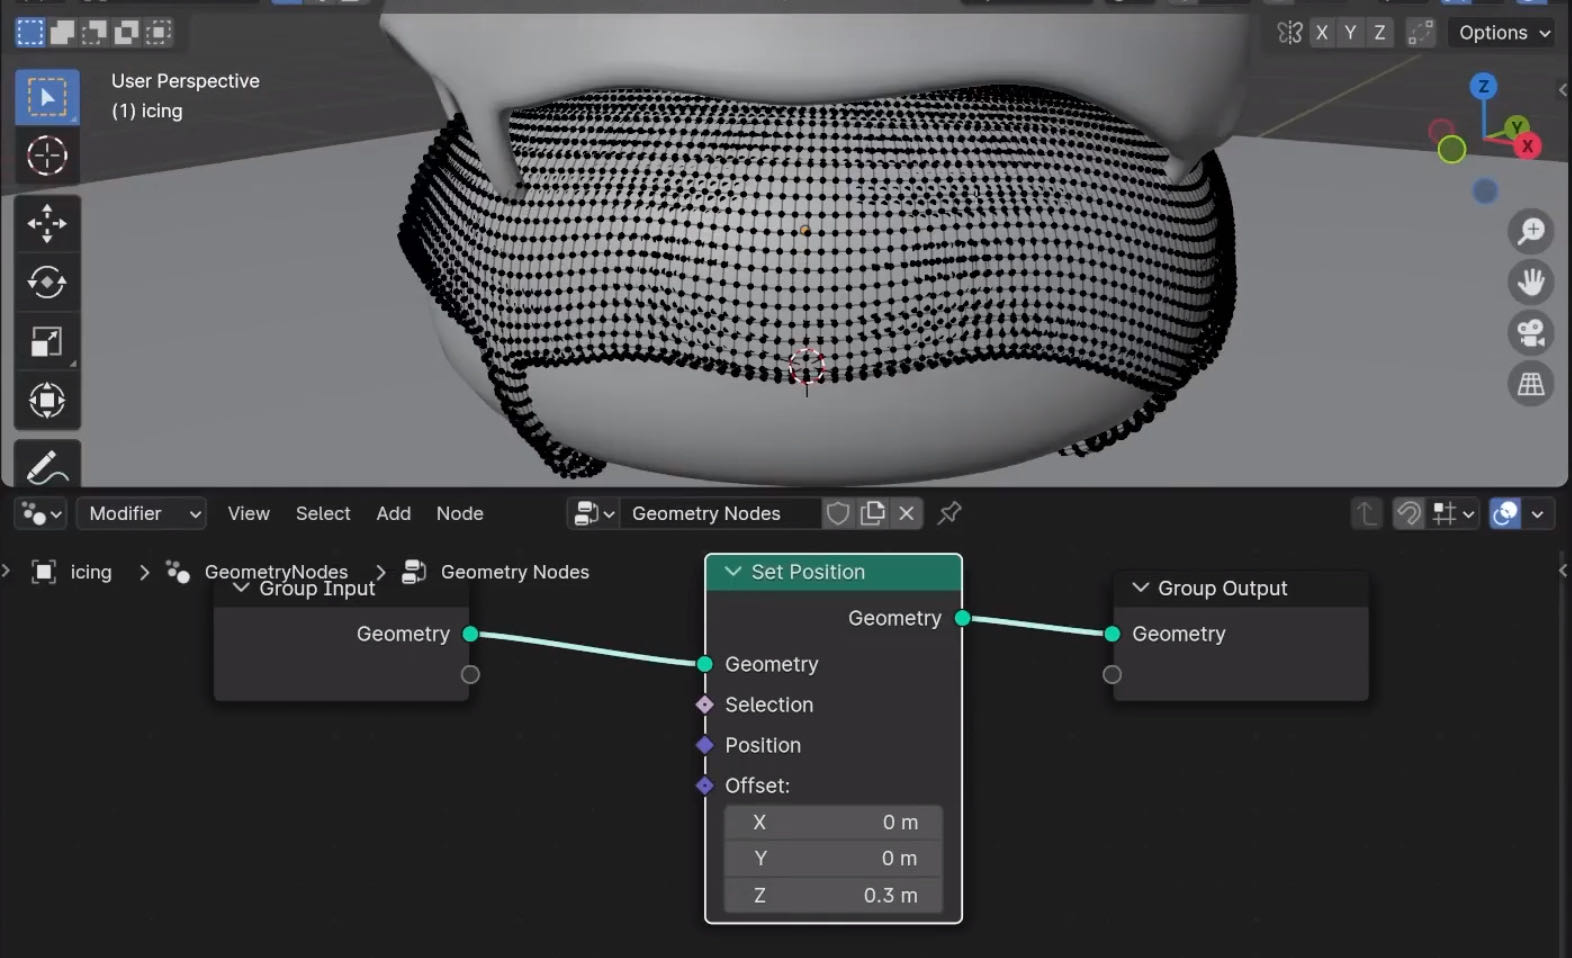 X Y Z Options
User Perspective
(1) icing
Z
Y
X
Modifier View Select Add Node Geometry Nodes
icing GeometryNodes Geometry Nodes
Group Input
Geometry
Set Position
Geometry
Geometry
Selection
Position
Offset:
X 0 m
Y 0 m
Z 0.3 m
Group Output
Geometry